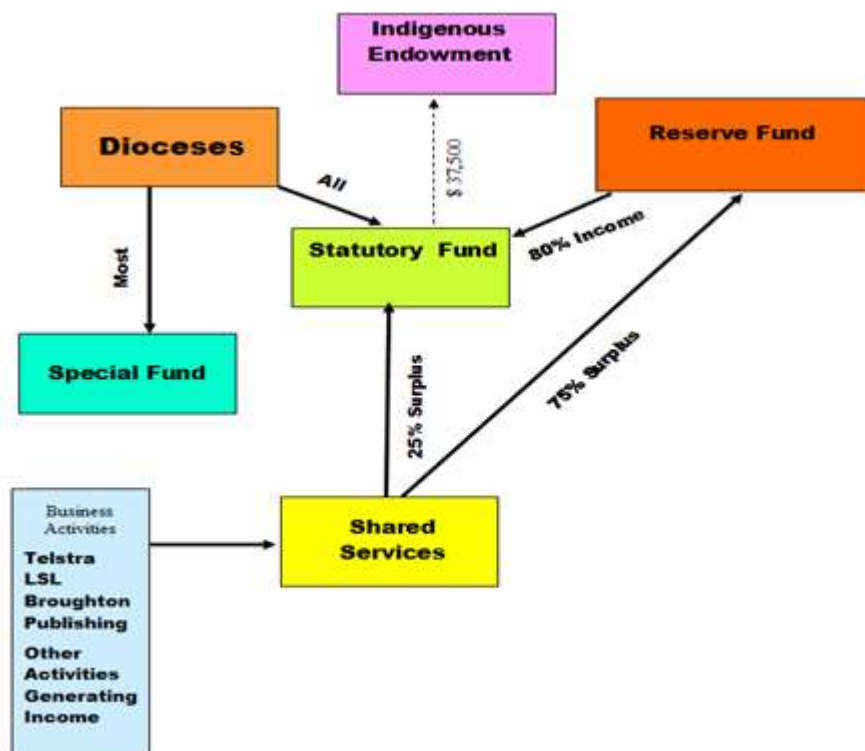 Indigenous
Endowment
Dioceses
Reserve Fund
All
$ 37,500
80% Income
Statutory Fund
Most
Special Fund
25% Surplus
75% Surplus
Business
Activities
Telstra
LSL
Broughton
Publishing
Other
Activities
Generating
Income
Shared
Services